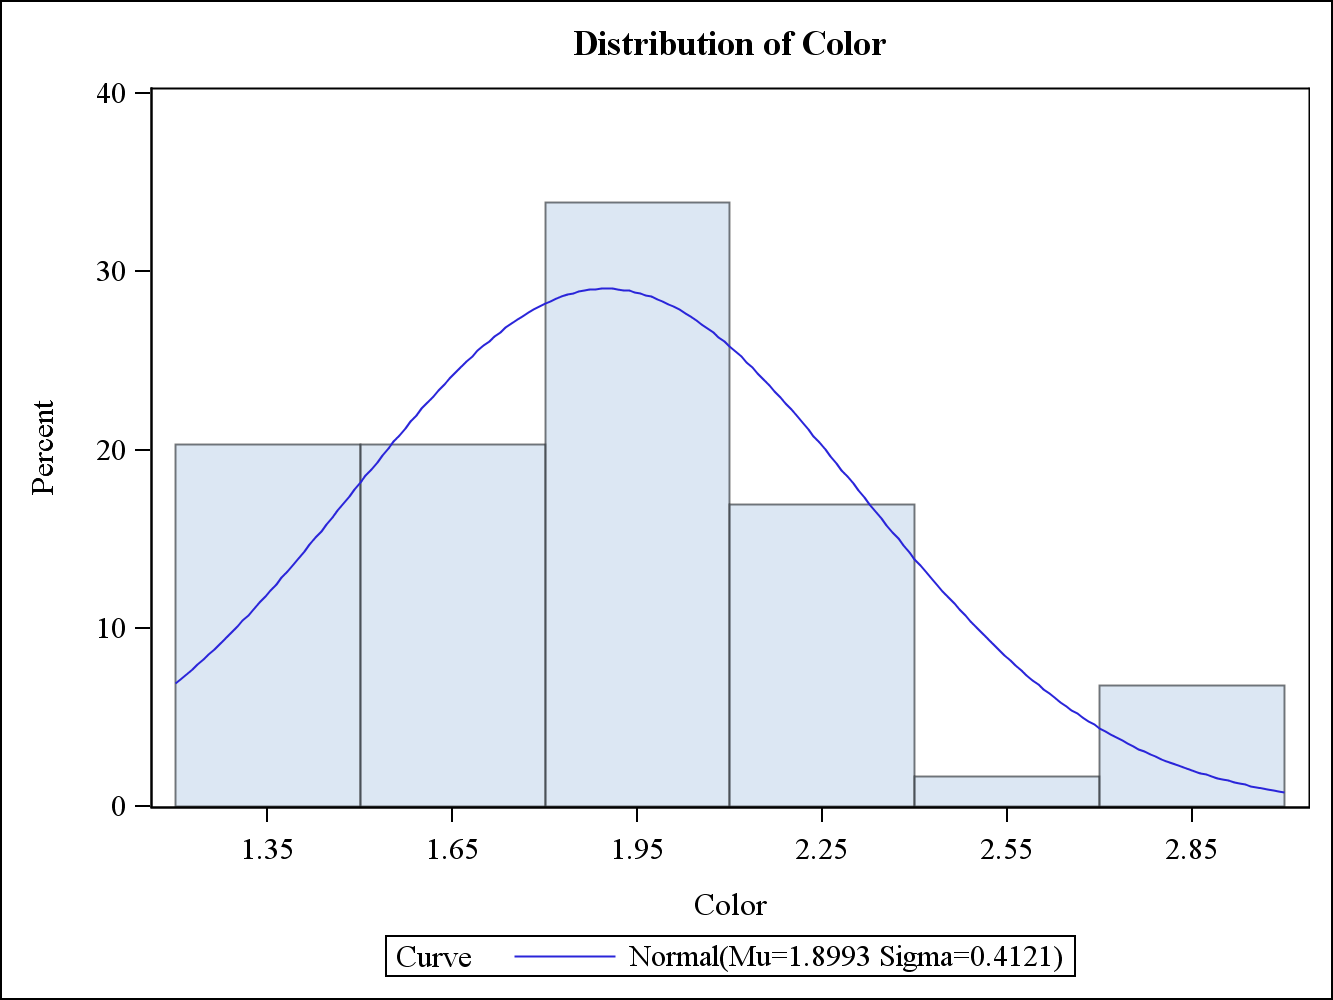 Distribution of Color
40
30
20
10
0
Percent
1.35 1.65 1.95 2.25 2.55 2.85
Color
Curve Normal(Mu=1.8993 Sigma=0.4121)